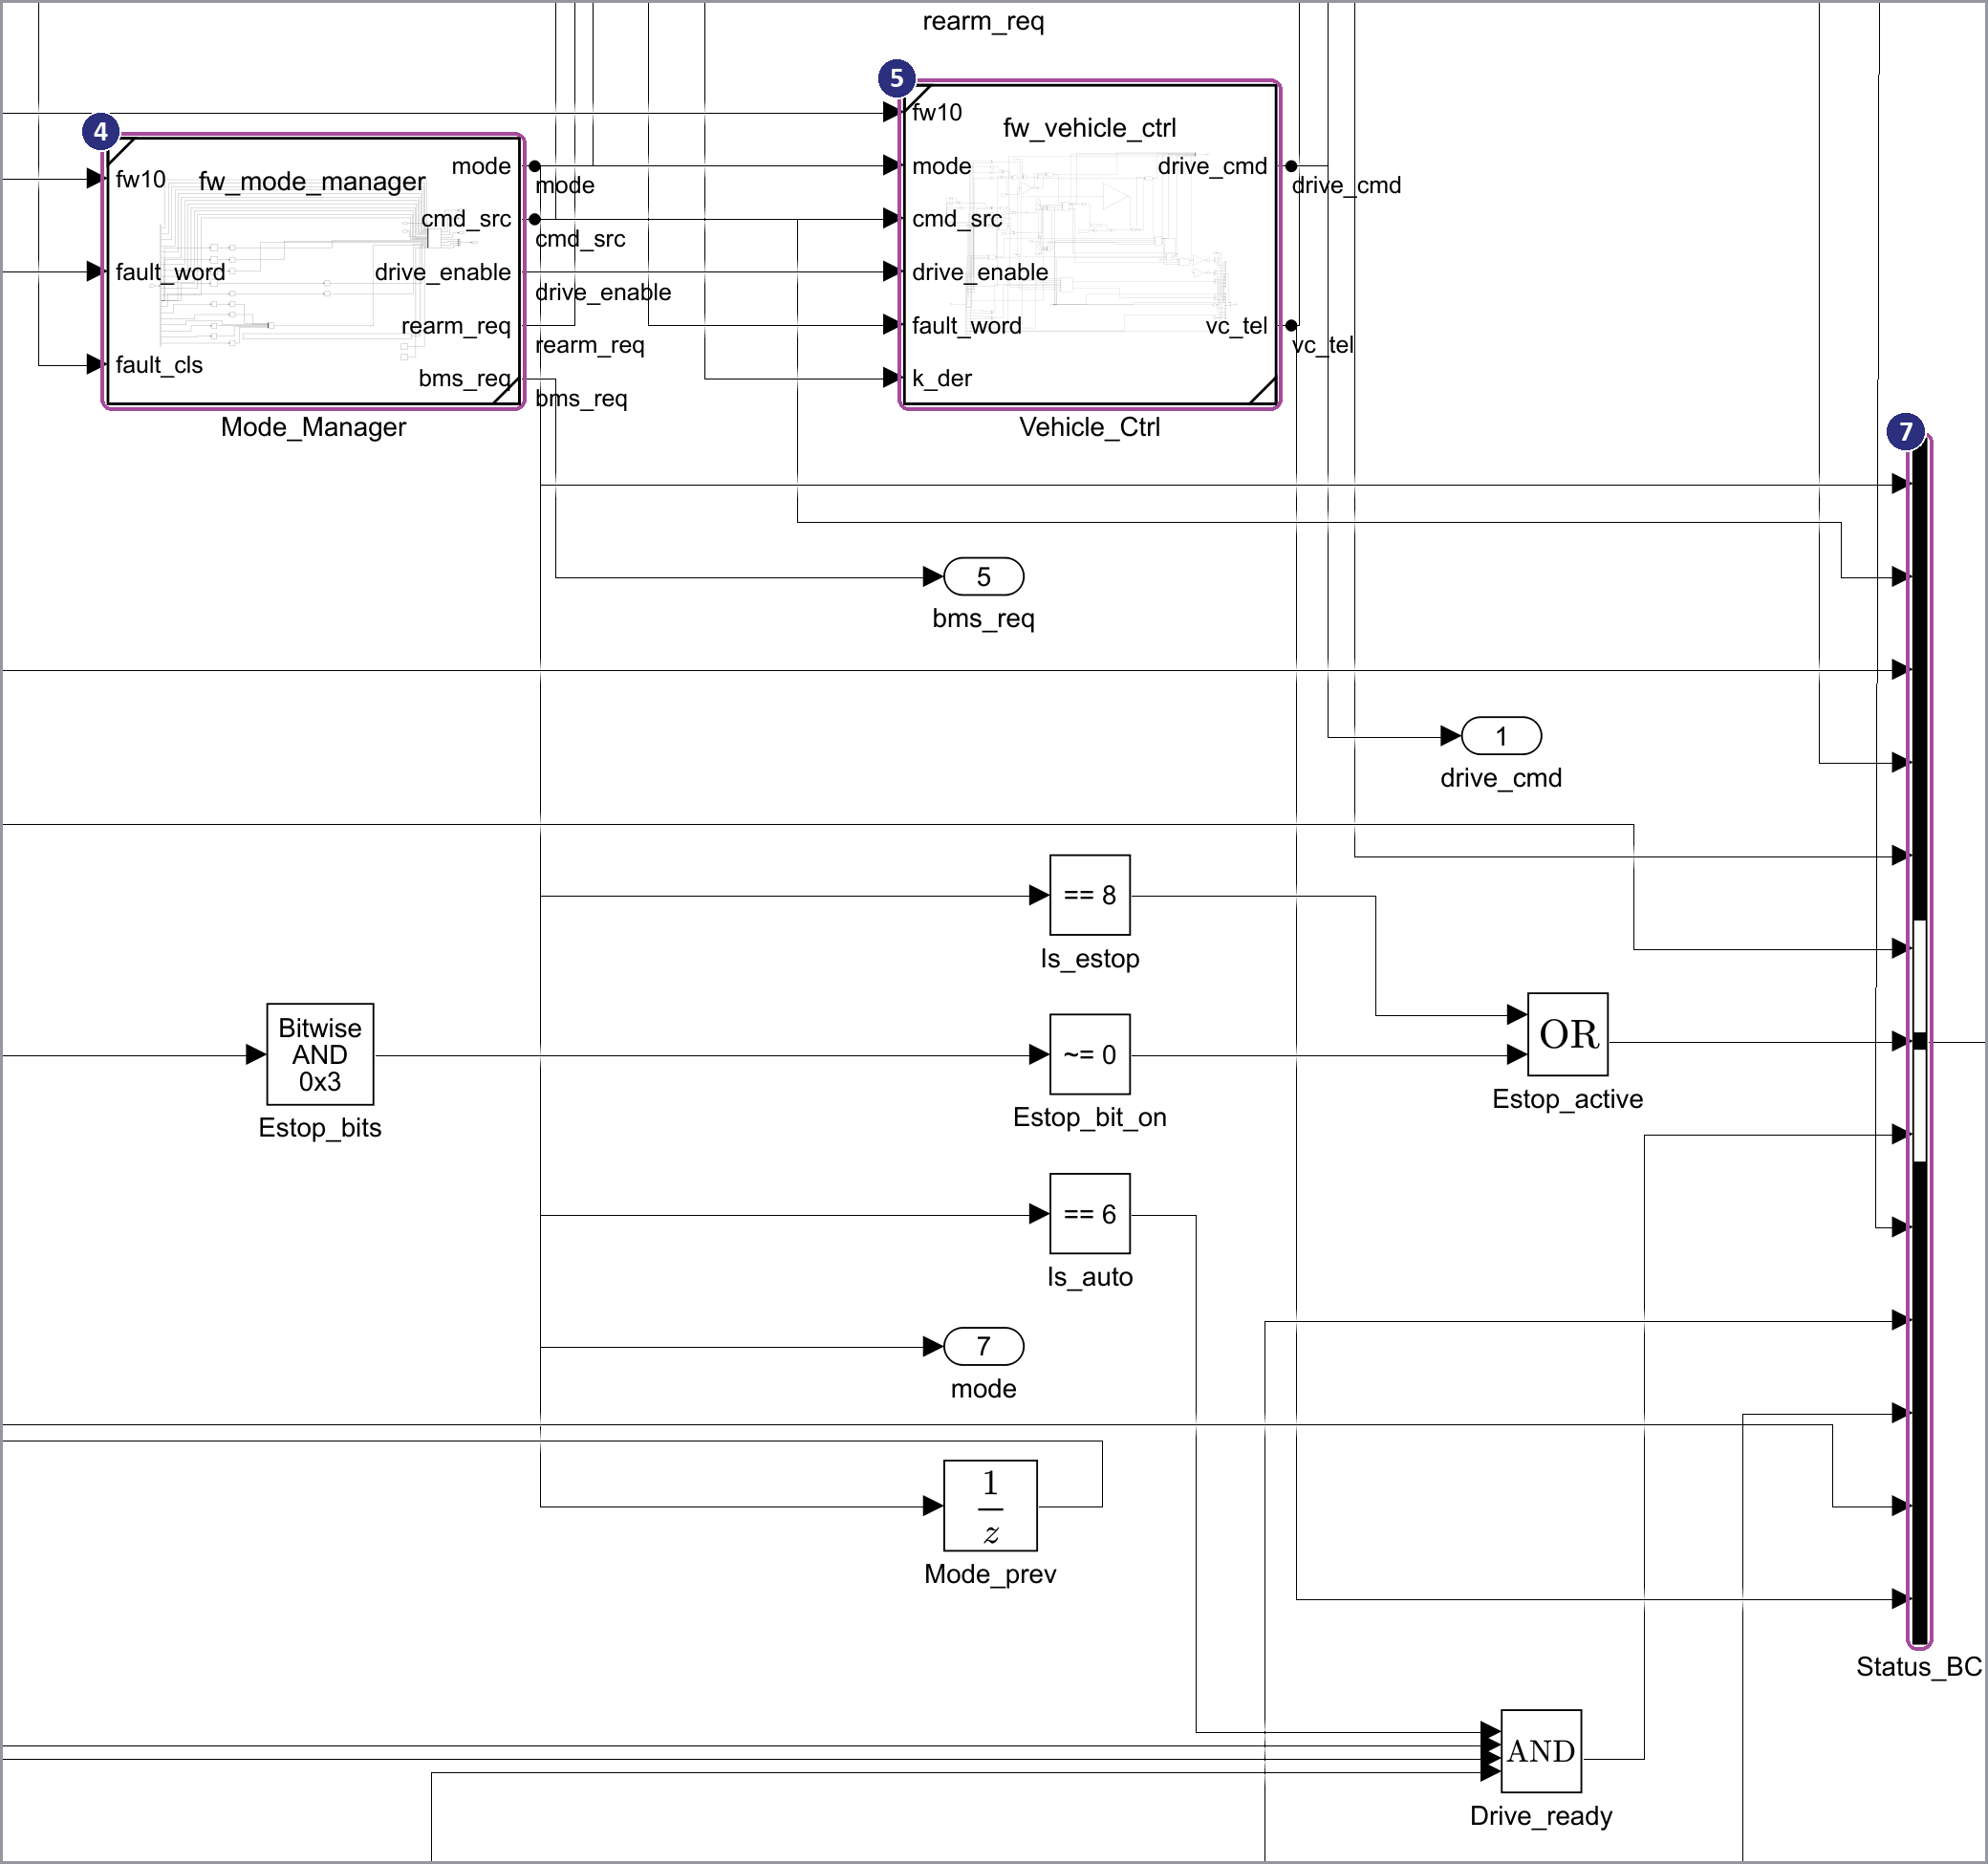 rearm_req
5
fw10
fw_vehicle_ctrl
mode
drive_cmd
drive_cmd
cmd_src
drive_enable
fault_word
vc_tel
vc_tel
k_der
Vehicle_Ctrl
4
fw10
fw_mode_manager
mode
mode
cmd_src
cmd_src
fault_word
drive_enable
drive_enable
rearm_req
rearm_req
fault_cls
bms_req
bms_req
Mode_Manager
7
5
bms_req
1
drive_cmd
== 8
Is_estop
Bitwise
AND
0x3
Estop_bits
~= 0
Estop_bit_on
OR
Estop_active
== 6
Is_auto
7
mode
1
z
Mode_prev
Status_BC
AND
Drive_ready